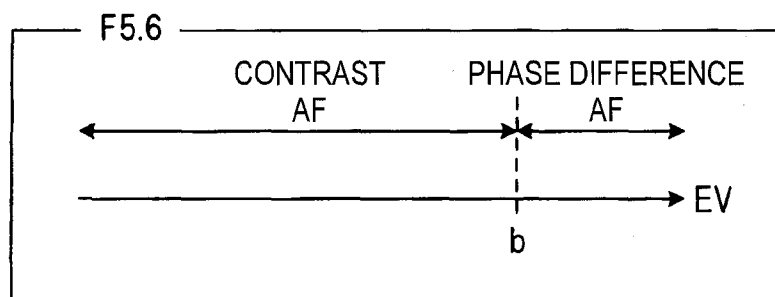 F5.6
CONTRAST AF
PHASE DIFFERENCE AF
EV
b